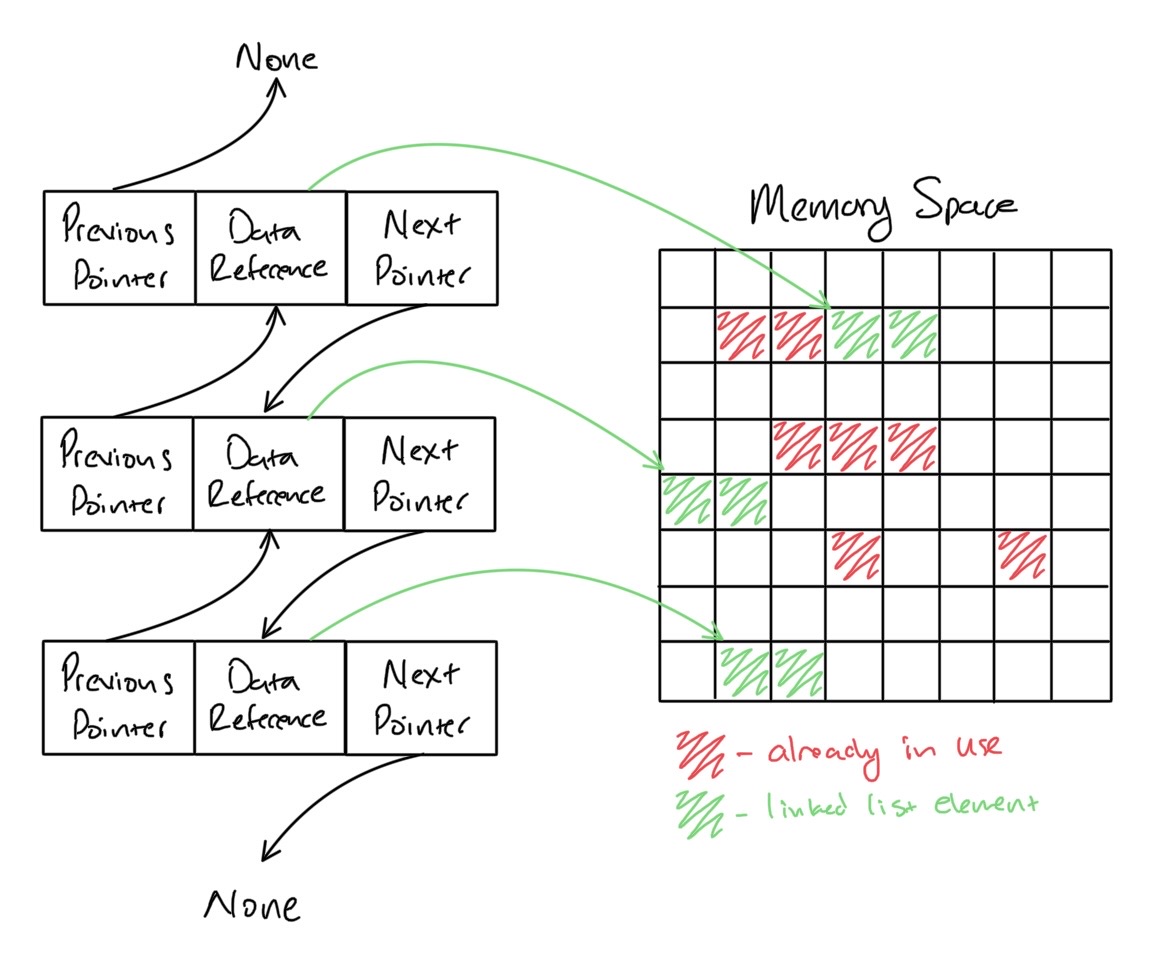 None
Previous
Pointer
Data
Reference
Next
Pointer
Previous
Pointer
Data
Reference
Next
Pointer
Previous
Pointer
Data
Reference
Next
Pointer
None
Memory Space
- already in use
- linked list element